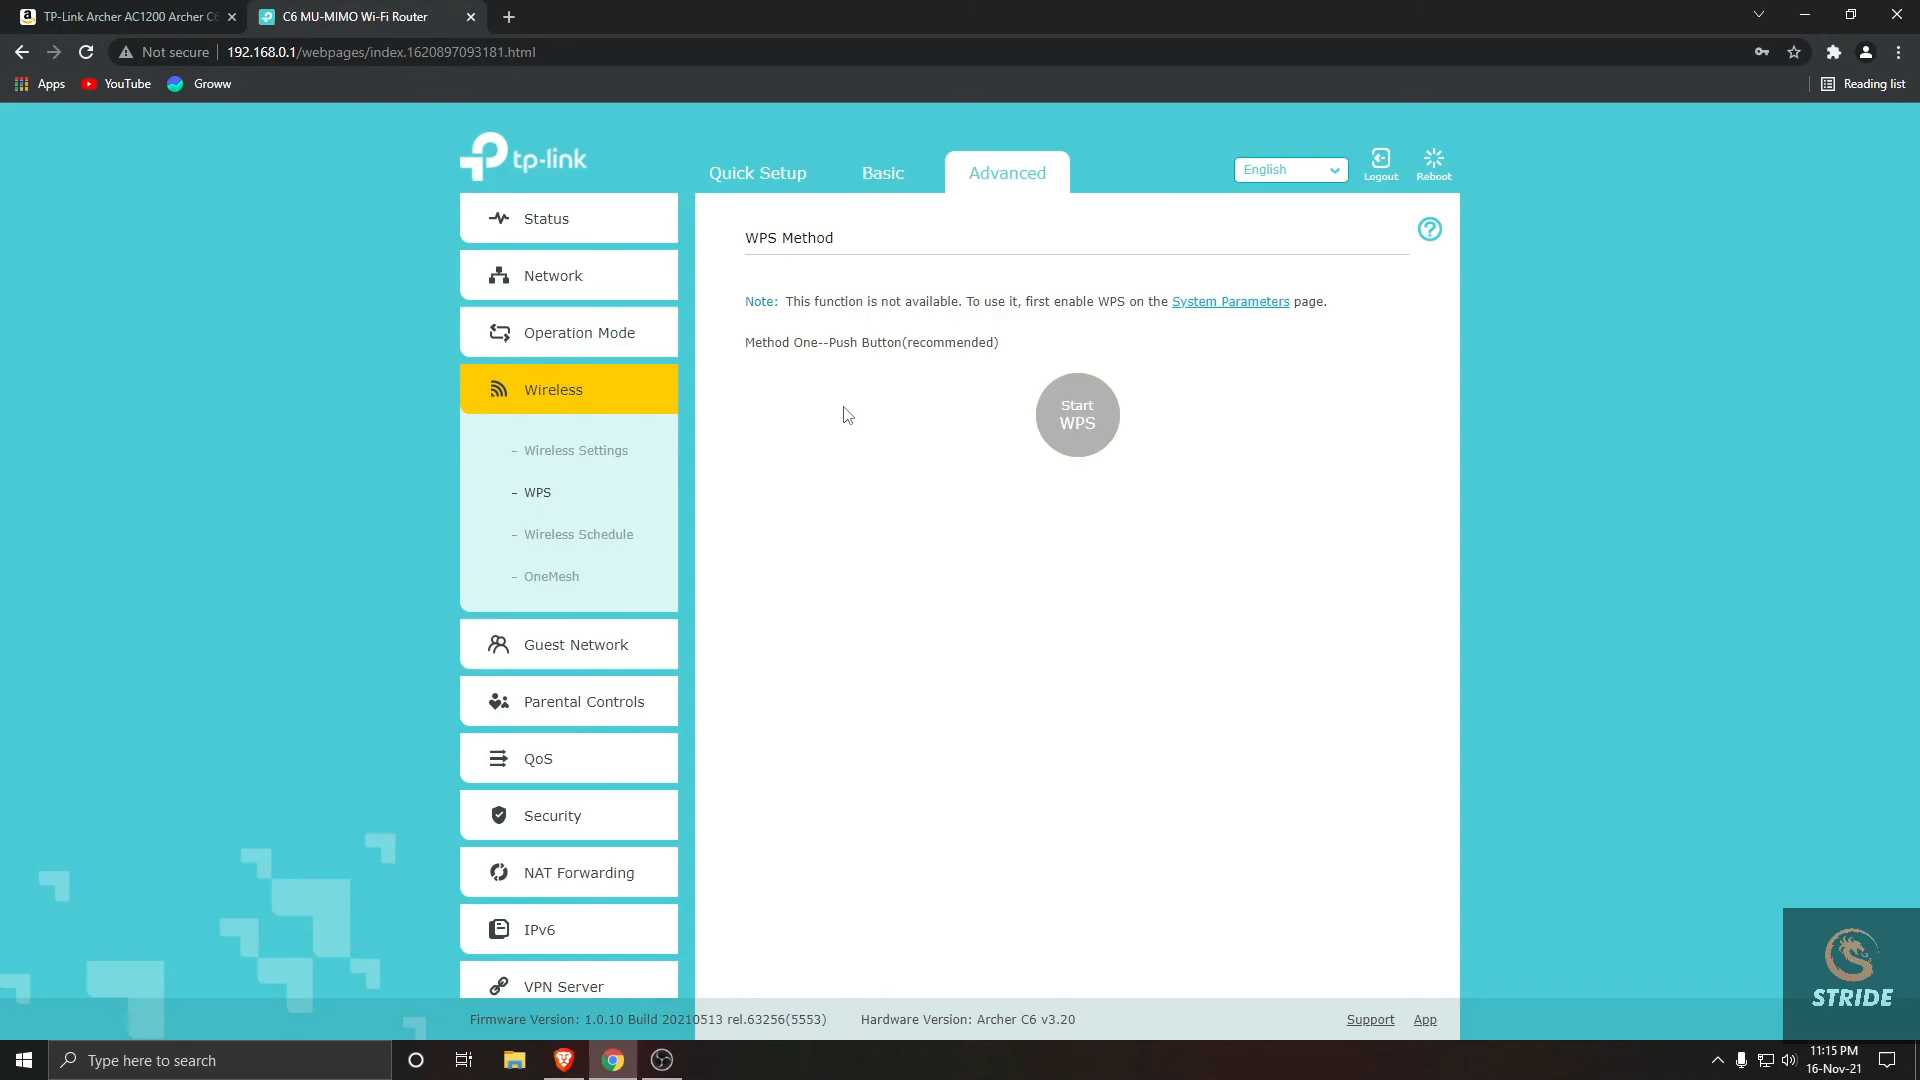 TP-Link Archer AC1200 Archer C6
C6 MU-MIMO Wi-Fi Router
Not secure
192.168.0.1/webpages/index.1620897093181.html
Apps
YouTube
Groww
Reading list
tp-link
Quick Setup
Basic
Advanced
English
Logout
Reboot
Status
Network
Operation Mode
Wireless
- Wireless Settings
- WPS
- Wireless Schedule
- OneMesh
Guest Network
Parental Controls
QoS
Security
NAT Forwarding
IPv6
VPN Server
WPS Method
Note: This function is not available. To use it, first enable WPS on the System Parameters page.
Method One--Push Button(recommended)
Start
WPS
STRIDE
Firmware Version: 1.0.10 Build 20210513 rel.63256(5553)
Hardware Version: Archer C6 v3.20
Support
App
Type here to search
11:15 PM
16-Nov-21